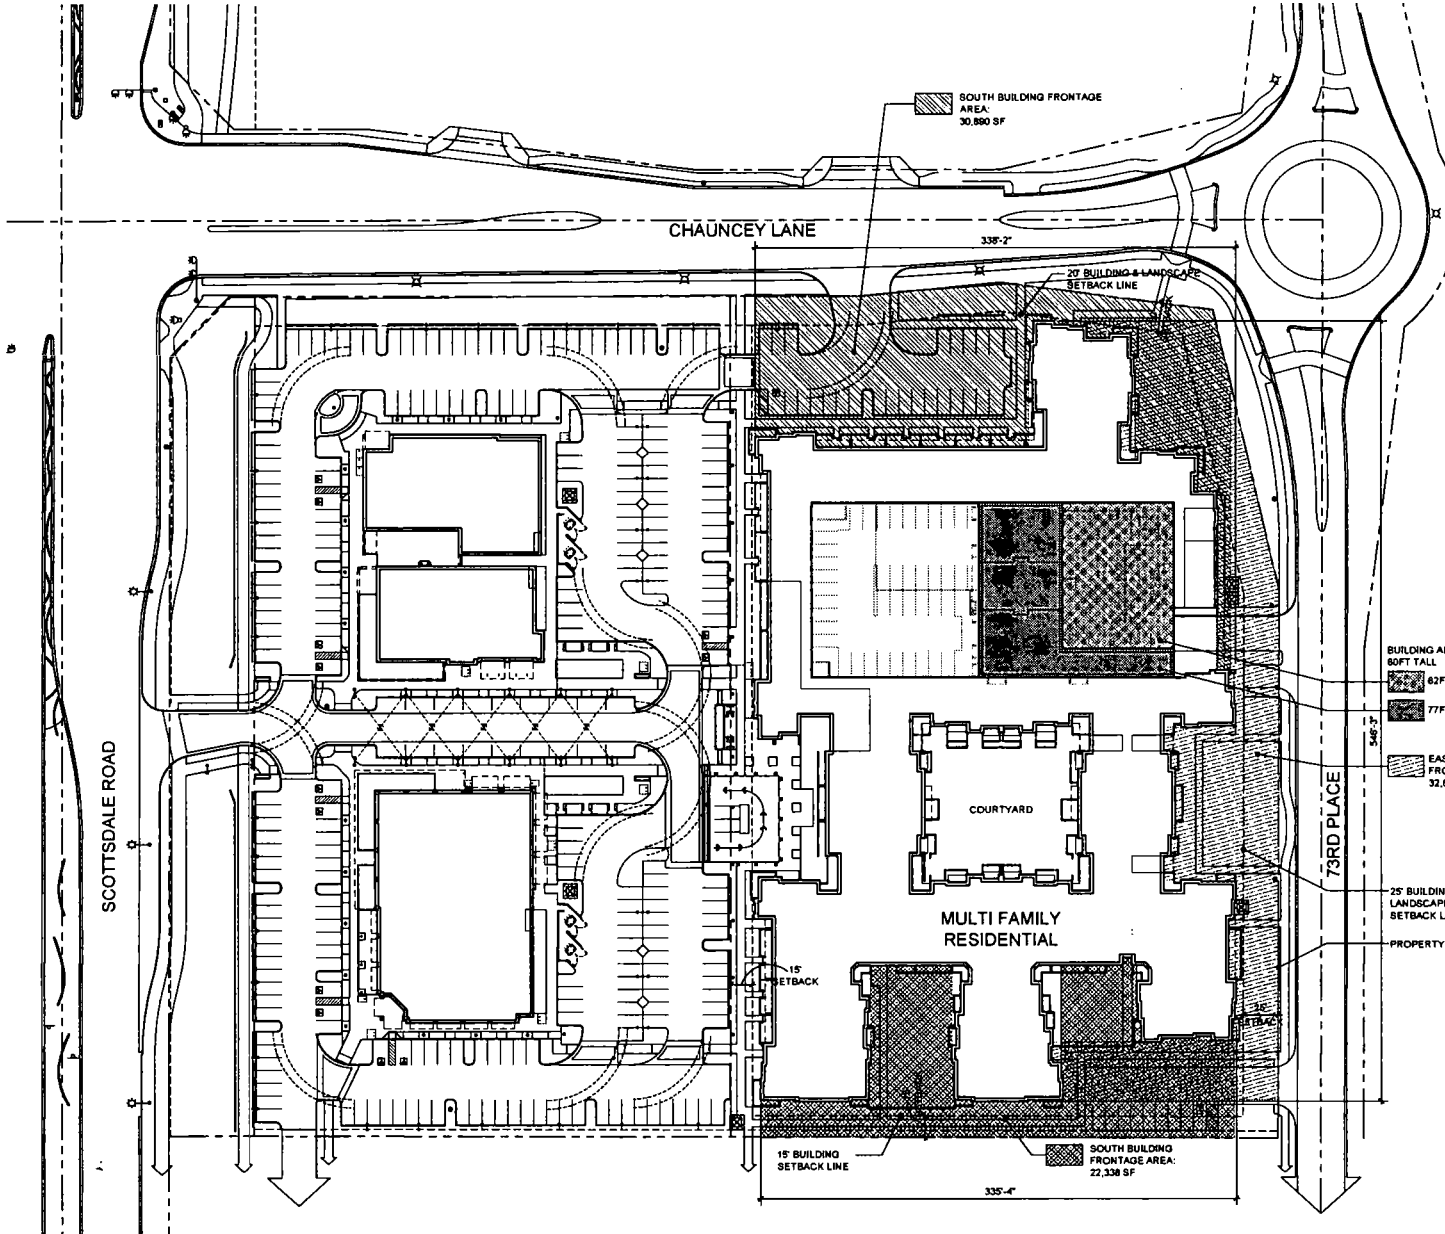 SOUTH BUILDING FRONTAGE
AREA:
30,890 SF
CHAUNCEY LANE
338'-2"
20' BUILDING & LANDSCAPE
SETBACK LINE
BUILDING
60FT TALL
62F
77F
546'-3"
EAS
FRO
SCOTTSDALE ROAD
73RD PLACE
COURTYARD
25' BUILDIN
LANDSCAP
SETBACK L
MULTI FAMILY
RESIDENTIAL
PROPERTY
15'
SETBACK
15' BUILDING
SETBACK LINE
SOUTH BUILDING
FRONTAGE AREA:
22,338 SF
335'-4"